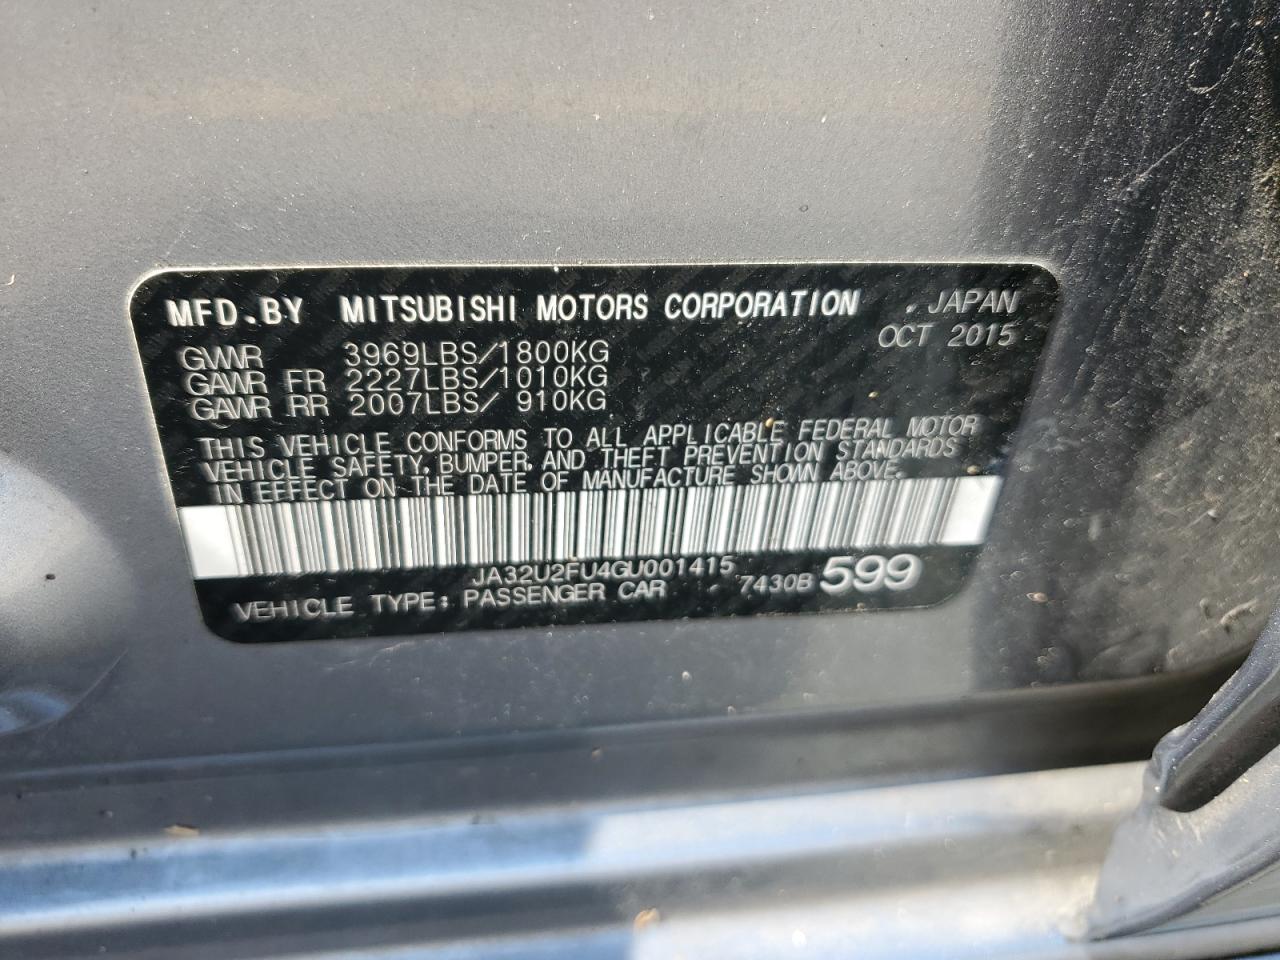 MFD.BY MITSUBISHI MOTORS CORPORATION , JAPAN
OCT 2015
GVWR 3969LBS/1800KG
GAWR FR 2227LBS/1010KG
GAWR RR 2007LBS/ 910KG
THIS VEHICLE CONFORMS TO ALL APPLICABLE FEDERAL MOTOR
VEHICLE SAFETY, BUMPER, AND THEFT PREVENTION STANDARDS
IN EFFECT ON THE DATE OF MANUFACTURE SHOWN ABOVE.
JA32U2FU4GU001415
VEHICLE TYPE: PASSENGER CAR 7430B 599